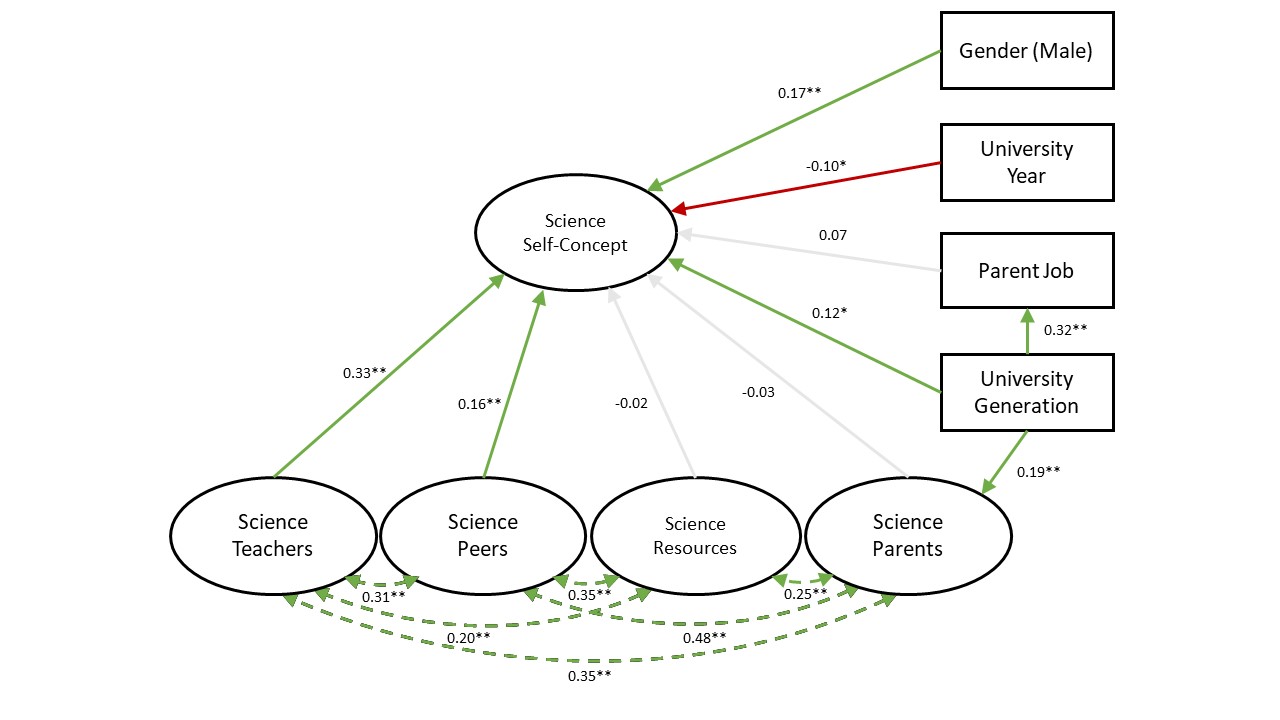 Gender (Male)
0.17**
University
Year
-0.10*
Science
Self-Concept
0.07
Parent Job
0.12*
0.32**
University
Generation
0.33**
0.16**
-0.02
-0.03
0.19**
Science
Teachers
Science
Peers
Science
Resources
Science
Parents
0.31**
0.35**
0.25**
0.20**
0.48**
0.35**